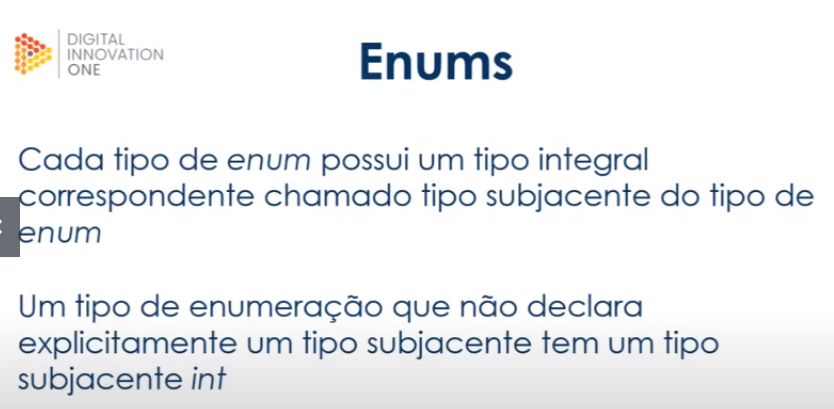 DIGITAL
INNOVATION
ONE
Enums
Cada tipo de enum possui um tipo integral
correspondente chamado tipo subjacente do tipo de
enum
Um tipo de enumeração que não declara
explicitamente um tipo subjacente tem um tipo
subjacente int